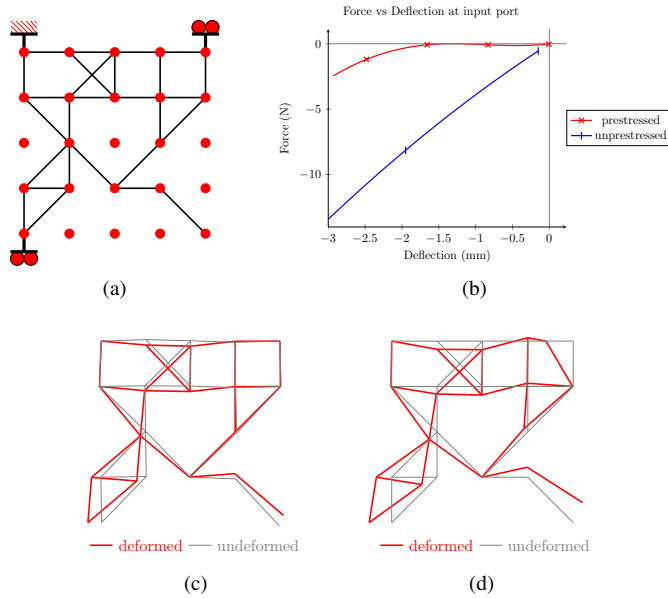 (a)
Force vs Deflection at input port
0
−5
−10
Force (N)
−3
−2.5
−2
−1.5
−1
−0.5
0
Deflection (mm)
prestressed
unprestressed
(b)
deformed
undeformed
(c)
deformed
undeformed
(d)